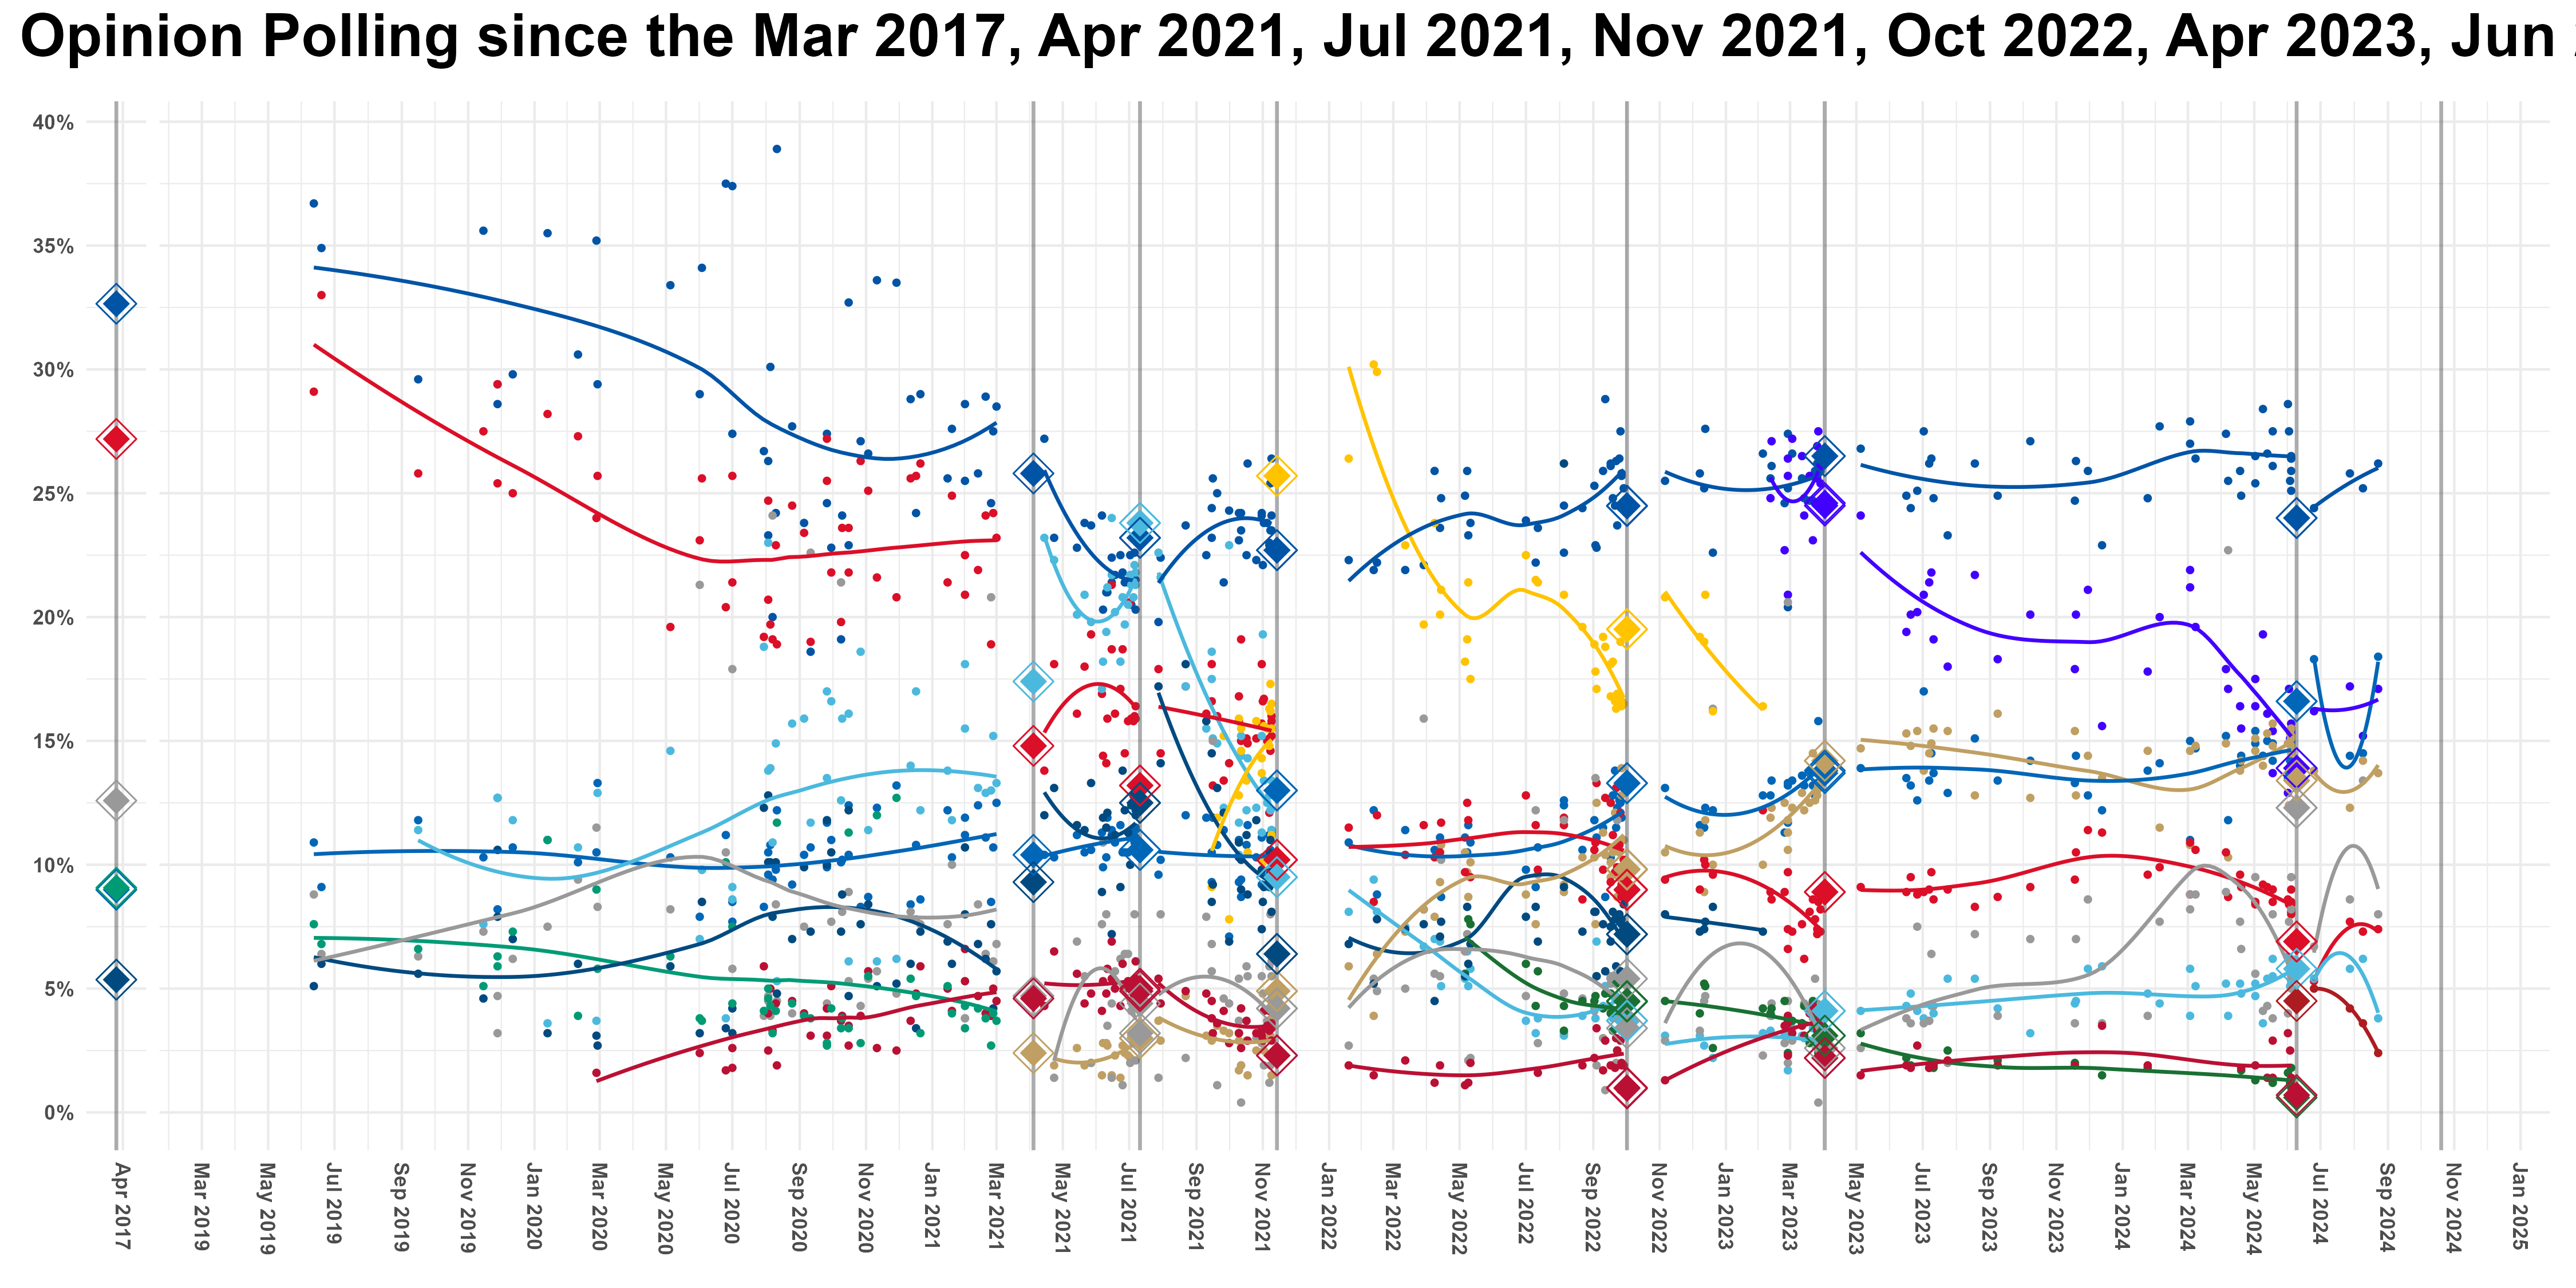 Opinion Polling since the Mar 2017, Apr 2021, Jul 2021, Nov 2021, Oct 2022, Apr 2023, Jun
40%
35%
30%
25%
20%
15%
10%
5%
0%
Apr 2017
Mar 2019
May 2019
Jul 2019
Sep 2019
Nov 2019
Jan 2020
Mar 2020
May 2020
Jul 2020
Sep 2020
Nov 2020
Jan 2021
Mar 2021
May 2021
Jul 2021
Sep 2021
Nov 2021
Jan 2022
Mar 2022
May 2022
Jul 2022
Sep 2022
Nov 2022
Jan 2023
Mar 2023
May 2023
Jul 2023
Sep 2023
Nov 2023
Jan 2024
Mar 2024
May 2024
Jul 2024
Sep 2024
Nov 2024
Jan 2025